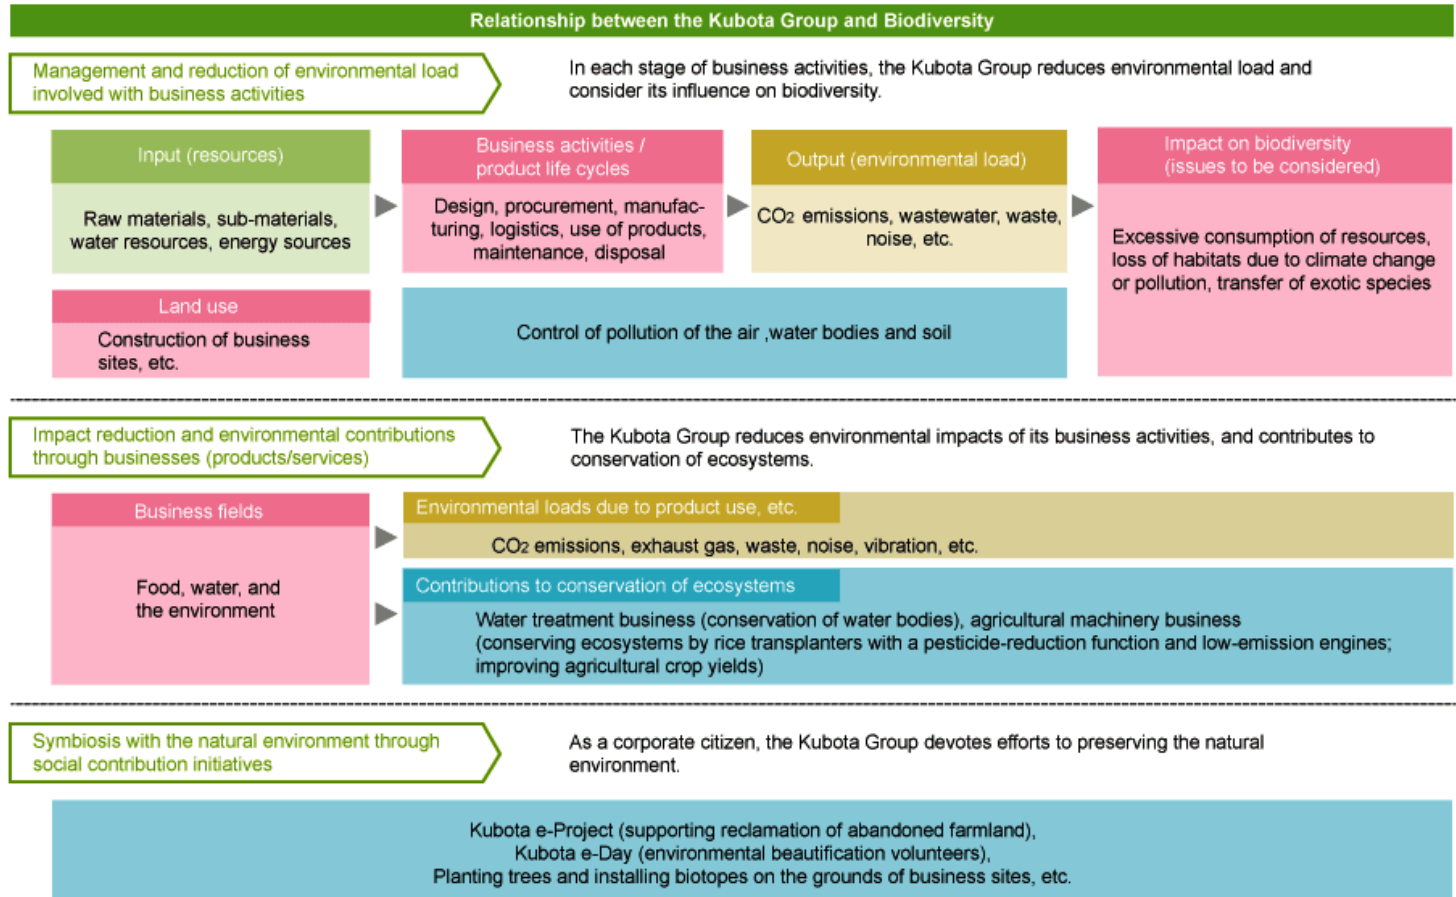 Relationship between the Kubota Group and Biodiversity
Management and reduction of environmental load
involved with business activities
In each stage of business activities, the Kubota Group reduces environmental load and
consider its influence on biodiversity.
Input (resources)
Raw materials, sub-materials,
water resources, energy sources
Business activities /
product life cycles
Design, procurement, manufac-
turing, logistics, use of products,
maintenance, disposal
Output (environmental load)
CO2 emissions, wastewater, waste,
noise, etc.
Impact on biodiversity
(issues to be considered)
Excessive consumption of resources,
loss of habitats due to climate change
or pollution, transfer of exotic species
Land use
Construction of business
sites, etc.
Control of pollution of the air ,water bodies and soil
Impact reduction and environmental contributions
through businesses (products/services)
The Kubota Group reduces environmental impacts of its business activities, and contributes to
conservation of ecosystems.
Business fields
Food, water, and
the environment
Environmental loads due to product use, etc.
CO2 emissions, exhaust gas, waste, noise, vibration, etc.
Contributions to conservation of ecosystems
Water treatment business (conservation of water bodies), agricultural machinery business
(conserving ecosystems by rice transplanters with a pesticide-reduction function and low-emission engines;
improving agricultural crop yields)
Symbiosis with the natural environment through
social contribution initiatives
As a corporate citizen, the Kubota Group devotes efforts to preserving the natural
environment.
Kubota e-Project (supporting reclamation of abandoned farmland),
Kubota e-Day (environmental beautification volunteers),
Planting trees and installing biotopes on the grounds of business sites, etc.